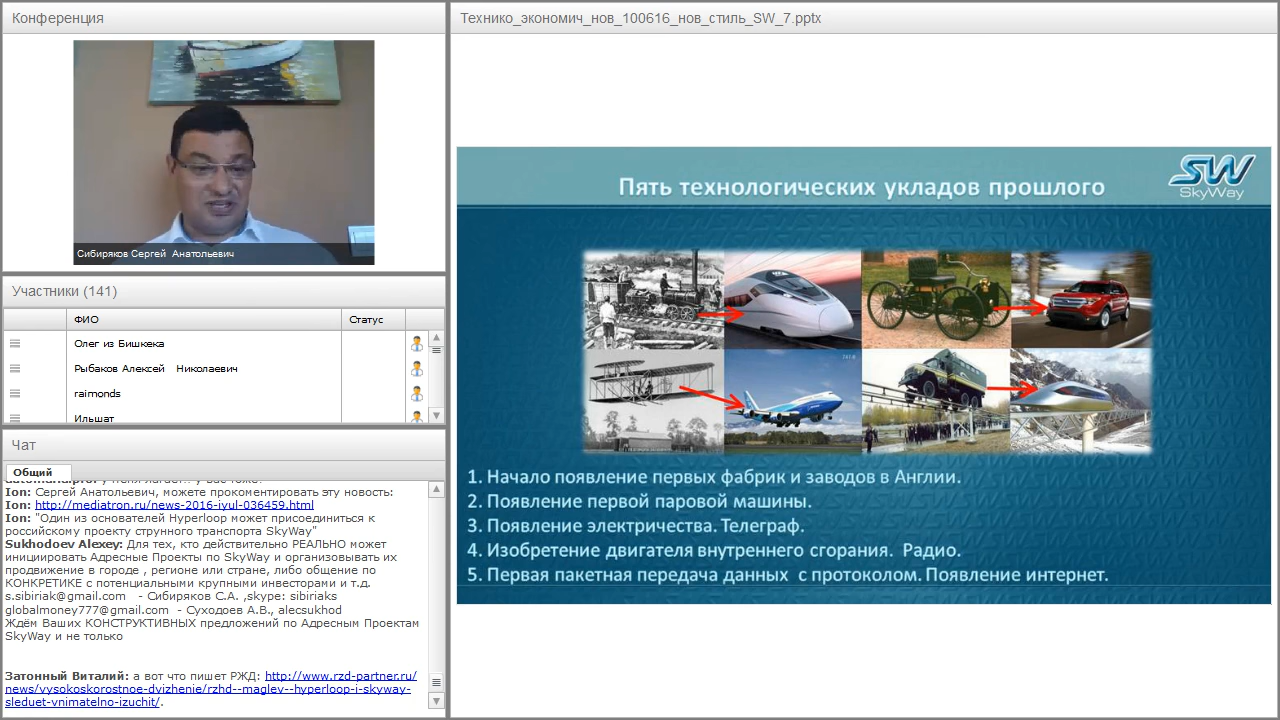 Конференция
Сибиряков Сергей Анатольевич
Участники (141)
ФИО
Статус
Олег из Бишкека
Рыбаков Алексей Николаевич
raimonds
Ильшат
Чат
Общий
Ion: Сергей Анатольевич, можете прокоментировать эту новость:
Ion: http://mediatron.ru/news-2016-iyul-036459.html
Ion: "Один из основателей Hyperloop может присоединиться к
российскому проекту струнного транспорта SkyWay"
Sukhodoev Alexey: Для тех, кто действительно РЕАЛЬНО может
инициировать Адресные Проекты по SkyWay и организовывать их
продвижение в городе , регионе или стране, либо общение по
КОНКРЕТИКЕ с потенциальными крупными инвесторами и т.д.
s.sibiriak@gmail.com - Сибиряков С.А. ,skype: sibiriaks
globalmoney777@gmail.com - Суходоев А.В., alecsukhod
Ждём Ваших КОНСТРУКТИВНЫХ предложений по Адресным Проектам
SkyWay и не только
Затонный Виталий: а вот что пишет РЖД: http://www.rzd-partner.ru/
news/vysokoskorostnoe-dvizhenie/rzhd--maglev--hyperloop-i-skyway-
sleduet-vnimatelno-izuchit/.
Технико_экономич_нов_100616_нов_стиль_SW_7.pptx
Пять технологических укладов прошлого
SW
SkyWay
1. Начало появление первых фабрик и заводов в Англии.
2. Появление первой паровой машины.
3. Появление электричества. Телеграф.
4. Изобретение двигателя внутреннего сгорания. Радио.
5. Первая пакетная передача данных с протоколом. Появление интернет.